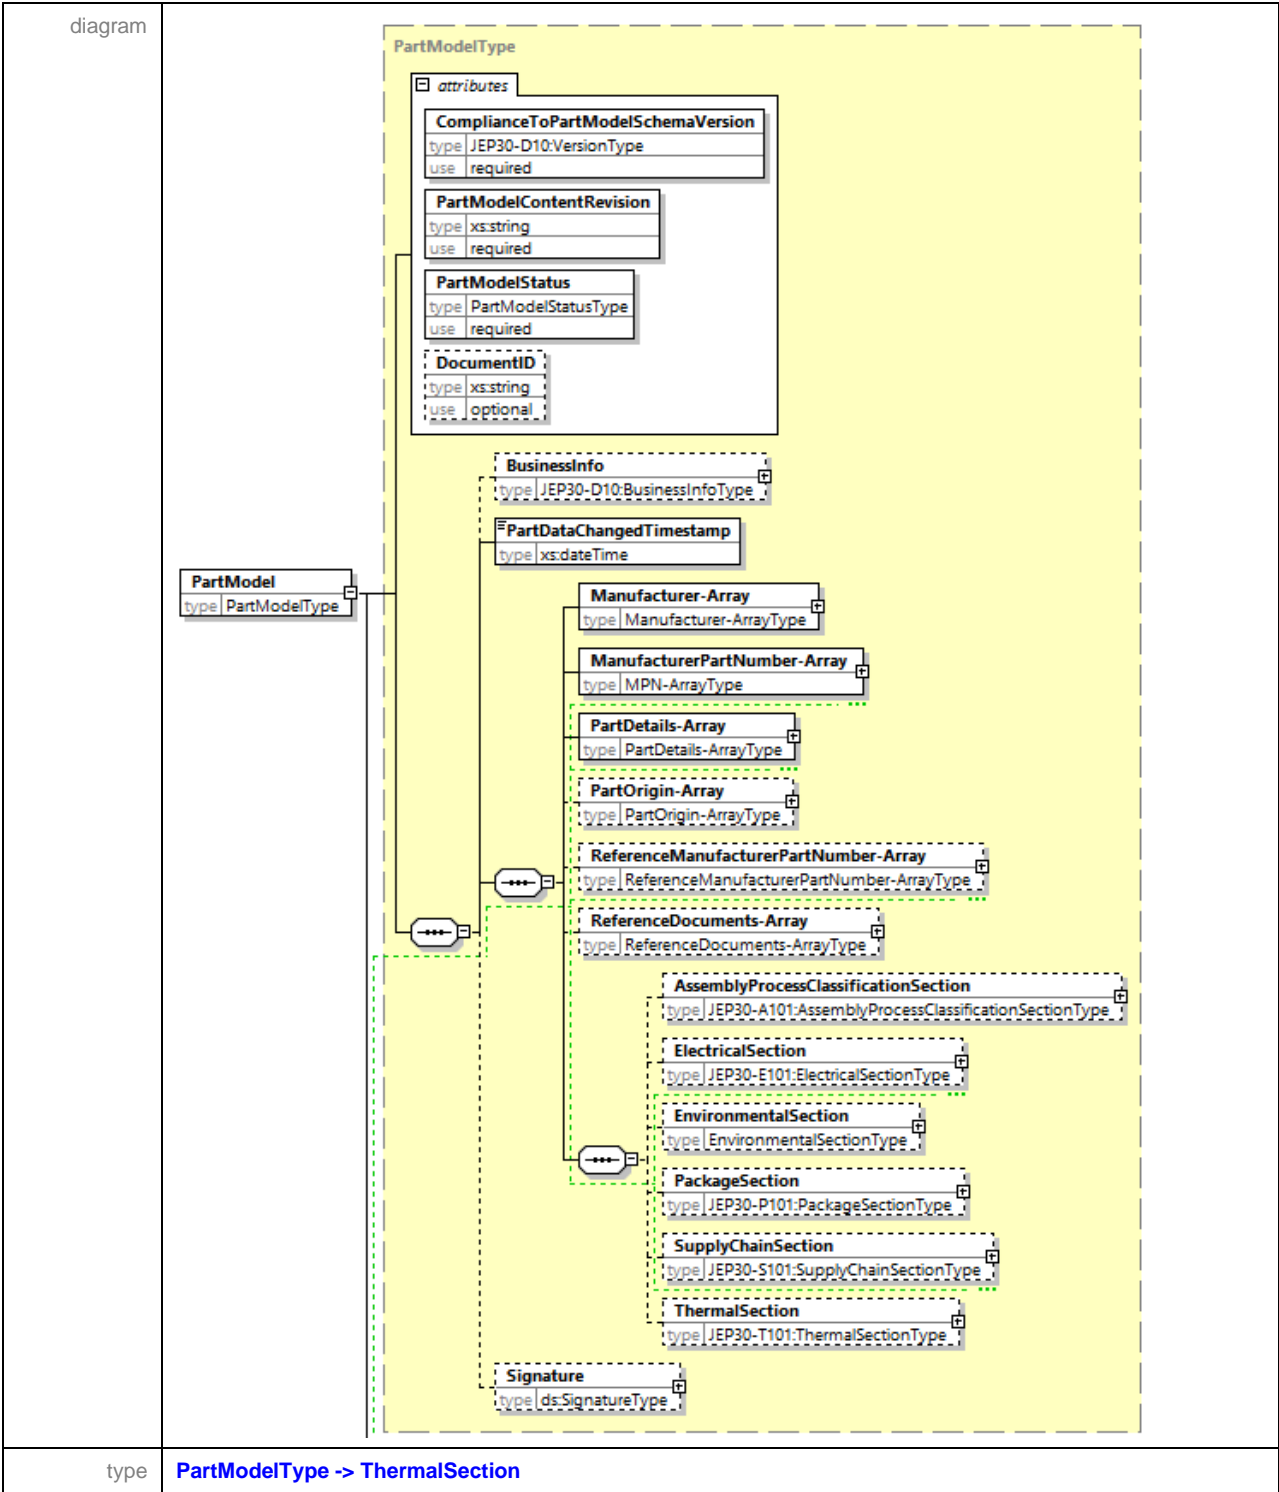 diagram
PartModelType
attributes
ComplianceToPartModelSchemaVersion
type JEP30-D10:VersionType
use required
PartModelContentRevision
type xs:string
use required
PartModelStatus
type PartModelStatusType
use required
DocumentID
type xs:string
use optional
BusinessInfo
type JEP30-D10:BusinessInfoType
PartDataChangedTimestamp
type xs:dateTime
PartModel
type PartModelType
Manufacturer-Array
type Manufacturer-ArrayType
ManufacturerPartNumber-Array
type MPN-ArrayType
PartDetails-Array
type PartDetails-ArrayType
PartOrigin-Array
type PartOrigin-ArrayType
ReferenceManufacturerPartNumber-Array
type ReferenceManufacturerPartNumber-ArrayType
ReferenceDocuments-Array
type ReferenceDocuments-ArrayType
AssemblyProcessClassificationSection
type JEP30-A101:AssemblyProcessClassificationSectionType
ElectricalSection
type JEP30-E101:ElectricalSectionType
EnvironmentalSection
type EnvironmentalSectionType
PackageSection
type JEP30-P101:PackageSectionType
SupplyChainSection
type JEP30-S101:SupplyChainSectionType
ThermalSection
type JEP30-T101:ThermalSectionType
Signature
type ds:SignatureType
type PartModelType -> ThermalSection